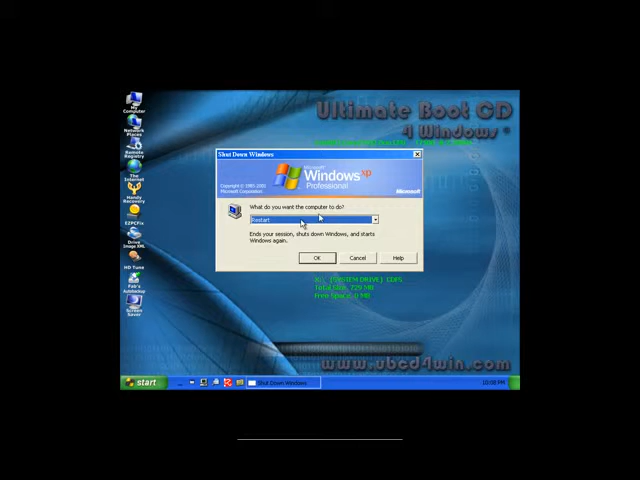 Ultimate Boot CD
4 Windows
My
Computer
Network
Places
Remote
Registry
The
Internet
Handy
Recovery
EZPCFix
Drive
Image XML
HD Tune
Fab's
Autobackup
Screen
Saver
Shut Down Windows
Copyright © 1985-2001
Microsoft Corporation
Microsoft
Windows xp
Professional
Microsoft
What do you want the computer to do?
Restart
Ends your session, shuts down Windows, and starts
Windows again.
OK Cancel Help
[SYSTEM DRIVE] CDFS
Total Size: 729 MB
Free Space: 0 MB
www.ubcd4win.com
start
Shut Down Windows
10:58 PM